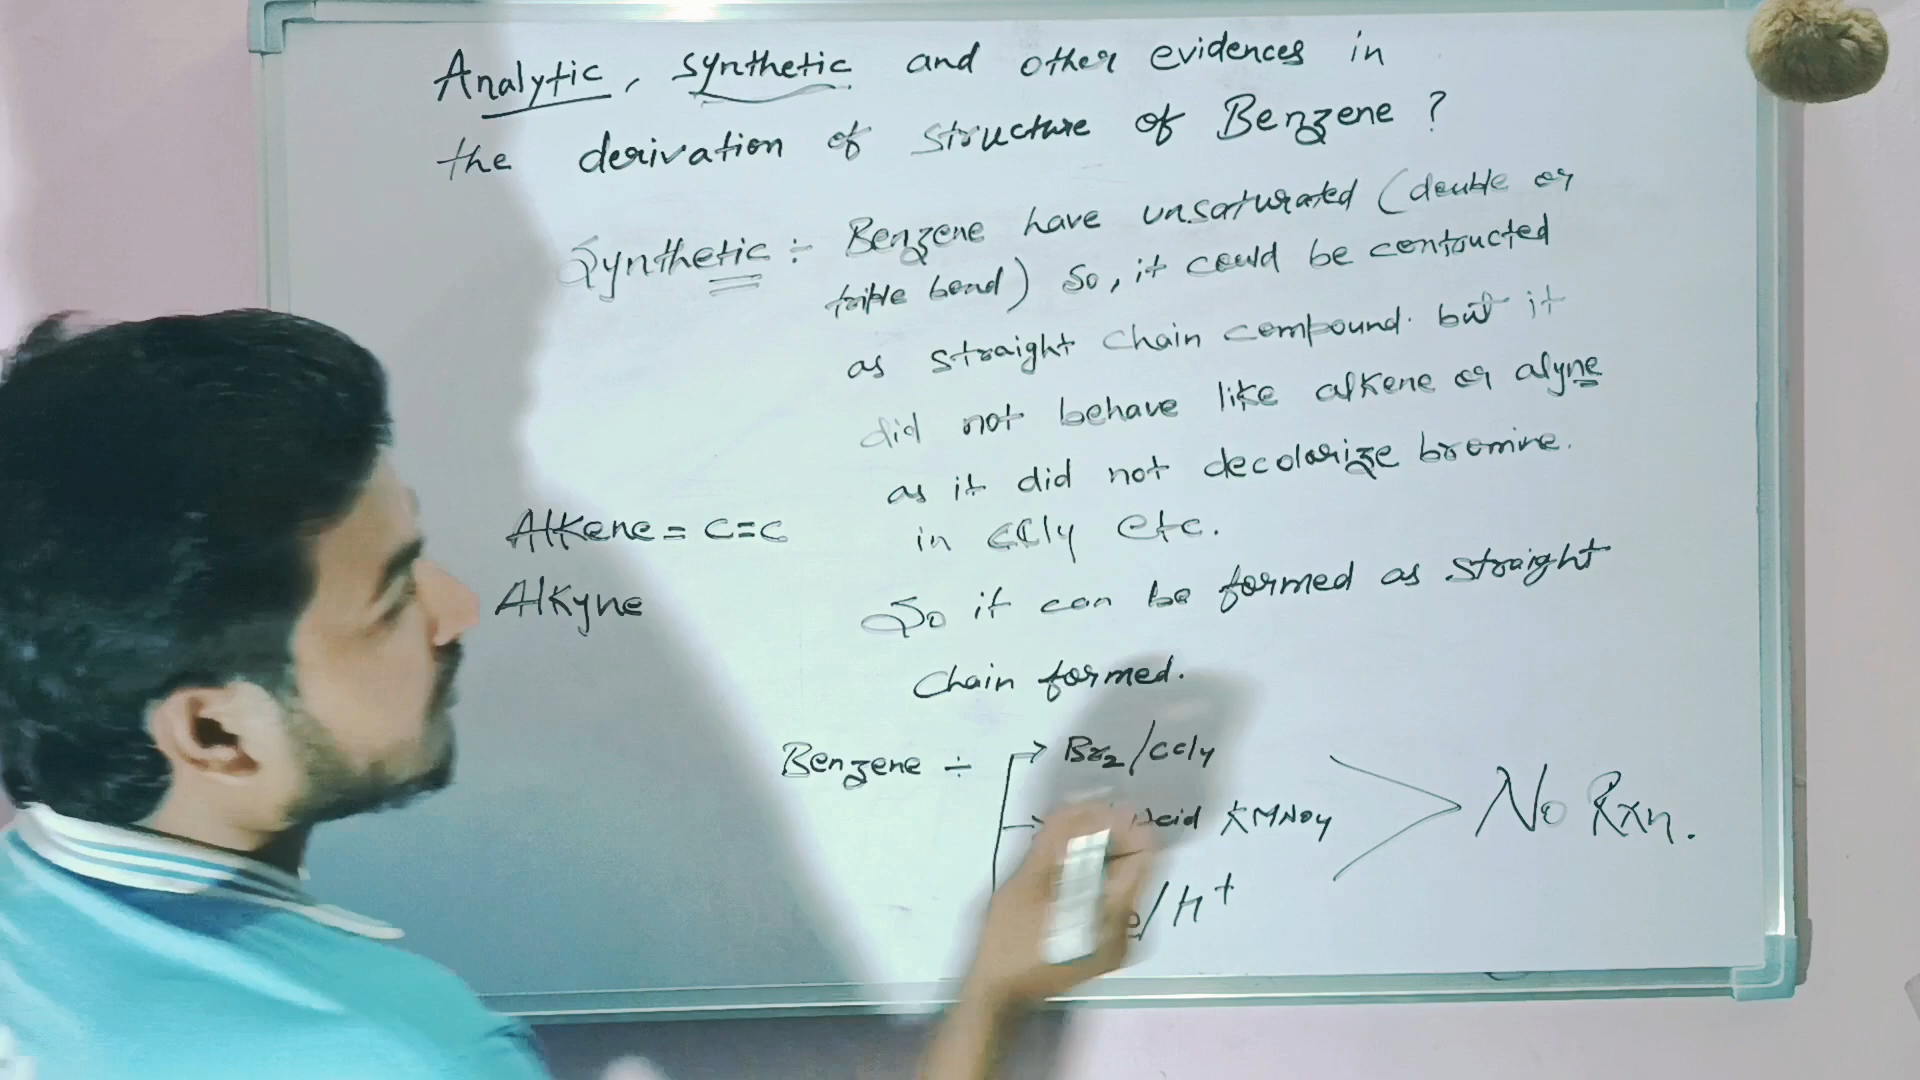 Analytic, synthetic and other evidences in
the derivation of structure of Benzene ?
Synthetic ÷ Benzene have unsaturated (double or
triple bond) So, it could be contructed
as straight chain compound. but it
did not behave like alkene or alyne
as it did not decolarize bromine.
in CCl4 etc.
Alkene = C=C
Alkyne
So it can be formed as straight
Chain formed.
Benzene ÷ → Br2/CCl4
→ Acid KMNO4
/H+
No Rxn.